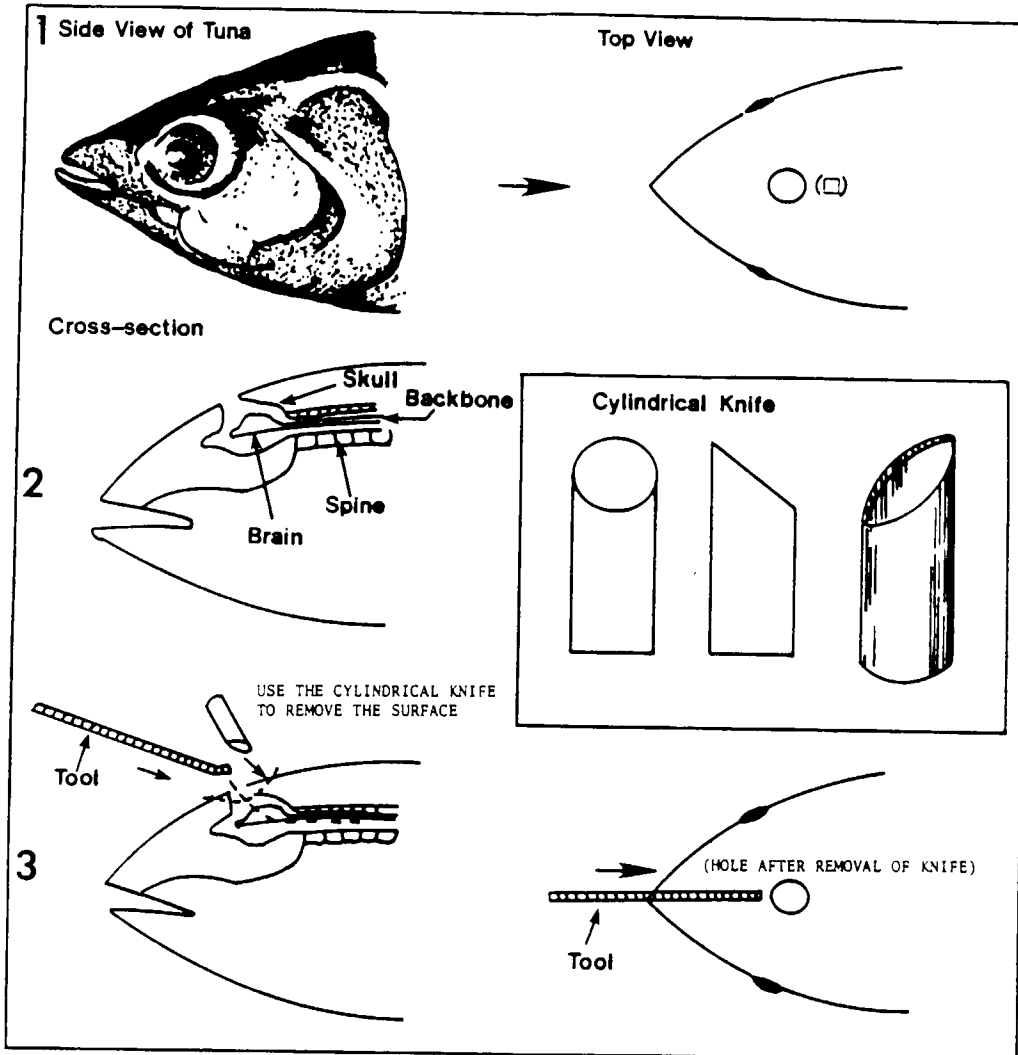 1 Side View of Tuna
Top View
(□)
Cross-section
2
Skull
Backbone
Spine
Brain
Cylindrical Knife
3
USE THE CYLINDRICAL KNIFE
TO REMOVE THE SURFACE
Tool
(HOLE AFTER REMOVAL OF KNIFE)
Tool